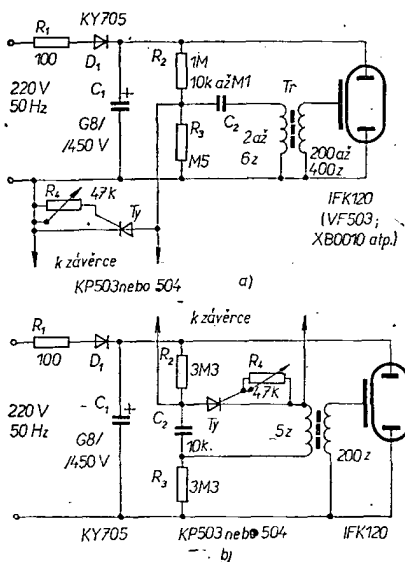 KY705
R₁
100
D₁
220 V
50 Hz
C₁
+
G8/
/450 V
R₂
1M
10k až M1
C₂
R₃
M5
Tr
2 až
6 z
200 až
400 z
IFK120
(VF503;
XB0010 atp.)
R₄
47k
Ty
k závěrce
KP503 nebo 504
a)
k závěrce
R₁
100
D₁
220 V
50 Hz
C₁
+
G8/
/450 V
R₂
3M3
R₄
47k
Ty
C₂
10k
R₃
3M3
5 z
200 z
KY705
KP503 nebo 504
IFK120
b)